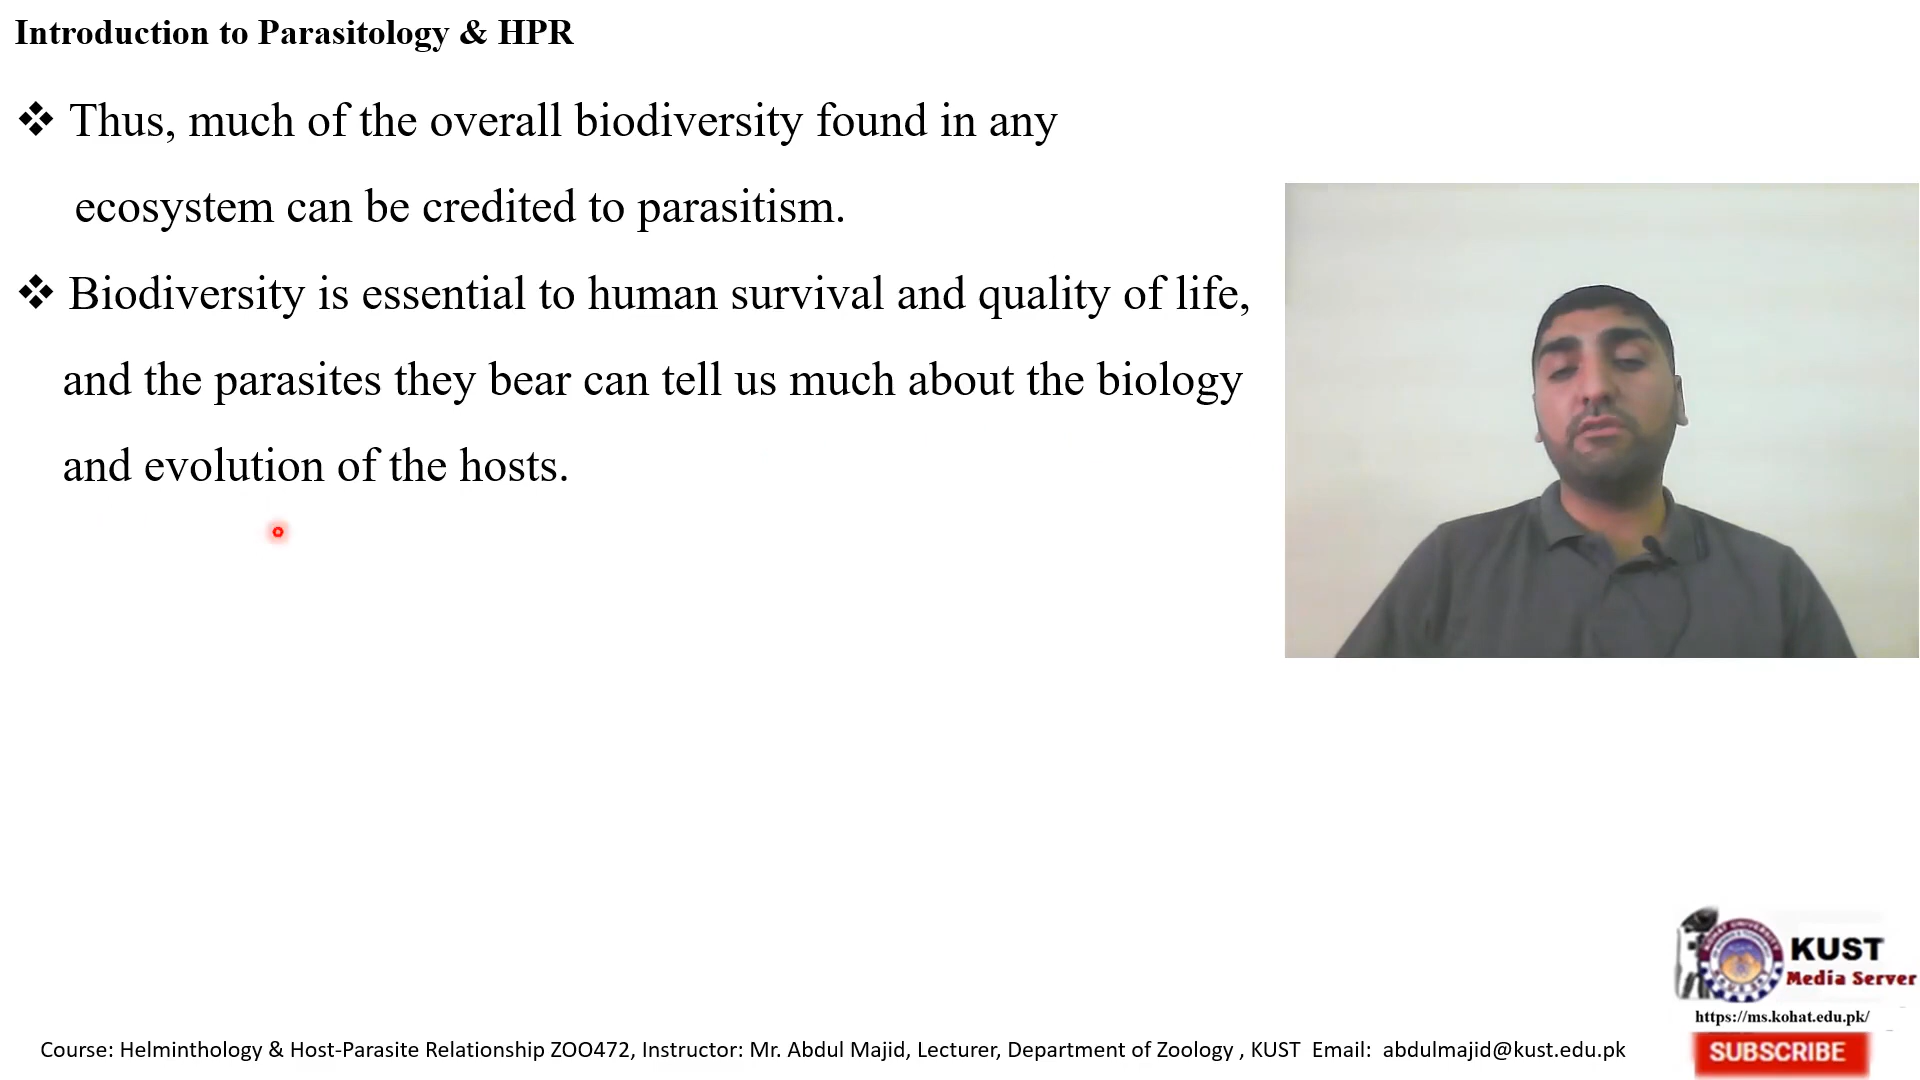 Introduction to Parasitology & HPR
❖ Thus, much of the overall biodiversity found in any
ecosystem can be credited to parasitism.
❖ Biodiversity is essential to human survival and quality of life,
and the parasites they bear can tell us much about the biology
and evolution of the hosts.
KUST
Media Server
https://ms.kohat.edu.pk/
SUBSCRIBE
Course: Helminthology & Host-Parasite Relationship ZOO472, Instructor: Mr. Abdul Majid, Lecturer, Department of Zoology , KUST  Email:  abdulmajid@kust.edu.pk